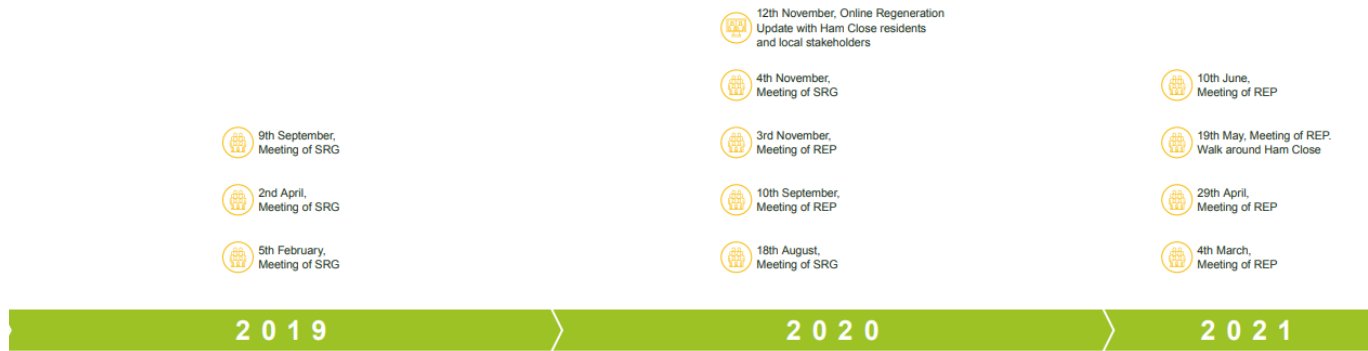 12th November, Online Regeneration
Update with Ham Close residents
and local stakeholders
4th November,
Meeting of SRG
10th June,
Meeting of REP
9th September,
Meeting of SRG
3rd November,
Meeting of REP
19th May, Meeting of REP.
Walk around Ham Close
2nd April,
Meeting of SRG
10th September,
Meeting of REP
29th April,
Meeting of REP
5th February,
Meeting of SRG
18th August,
Meeting of SRG
4th March,
Meeting of REP
2019
2020
2021